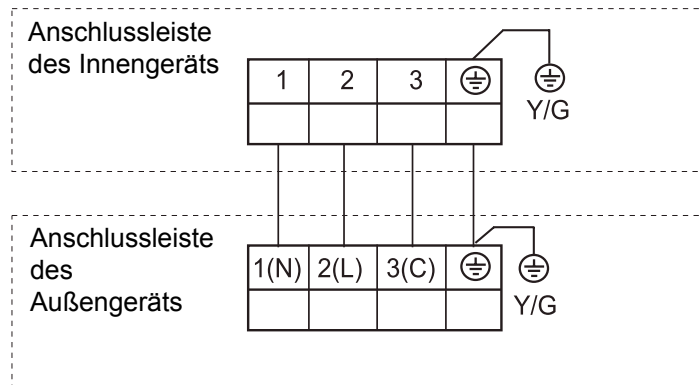 Anschlussleiste
des Innengeräts
1 2 3
Y/G
Anschlussleiste
des
Außengeräts
1(N) 2(L) 3(C)
Y/G